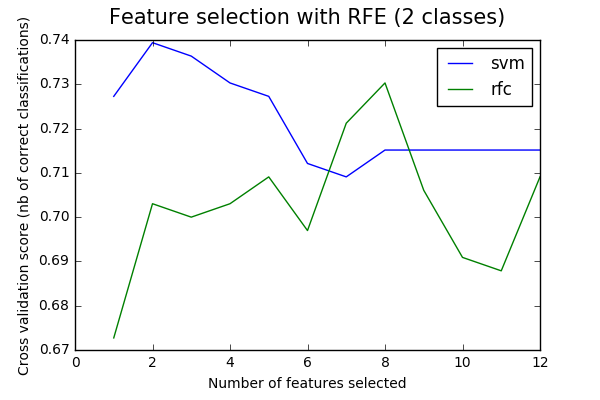 Feature selection with RFE (2 classes)
Cross validation score (nb of correct classifications)
0.74
0.73
0.72
0.71
0.70
0.69
0.68
0.67
svm
rfc
0 2 4 6 8 10 12
Number of features selected